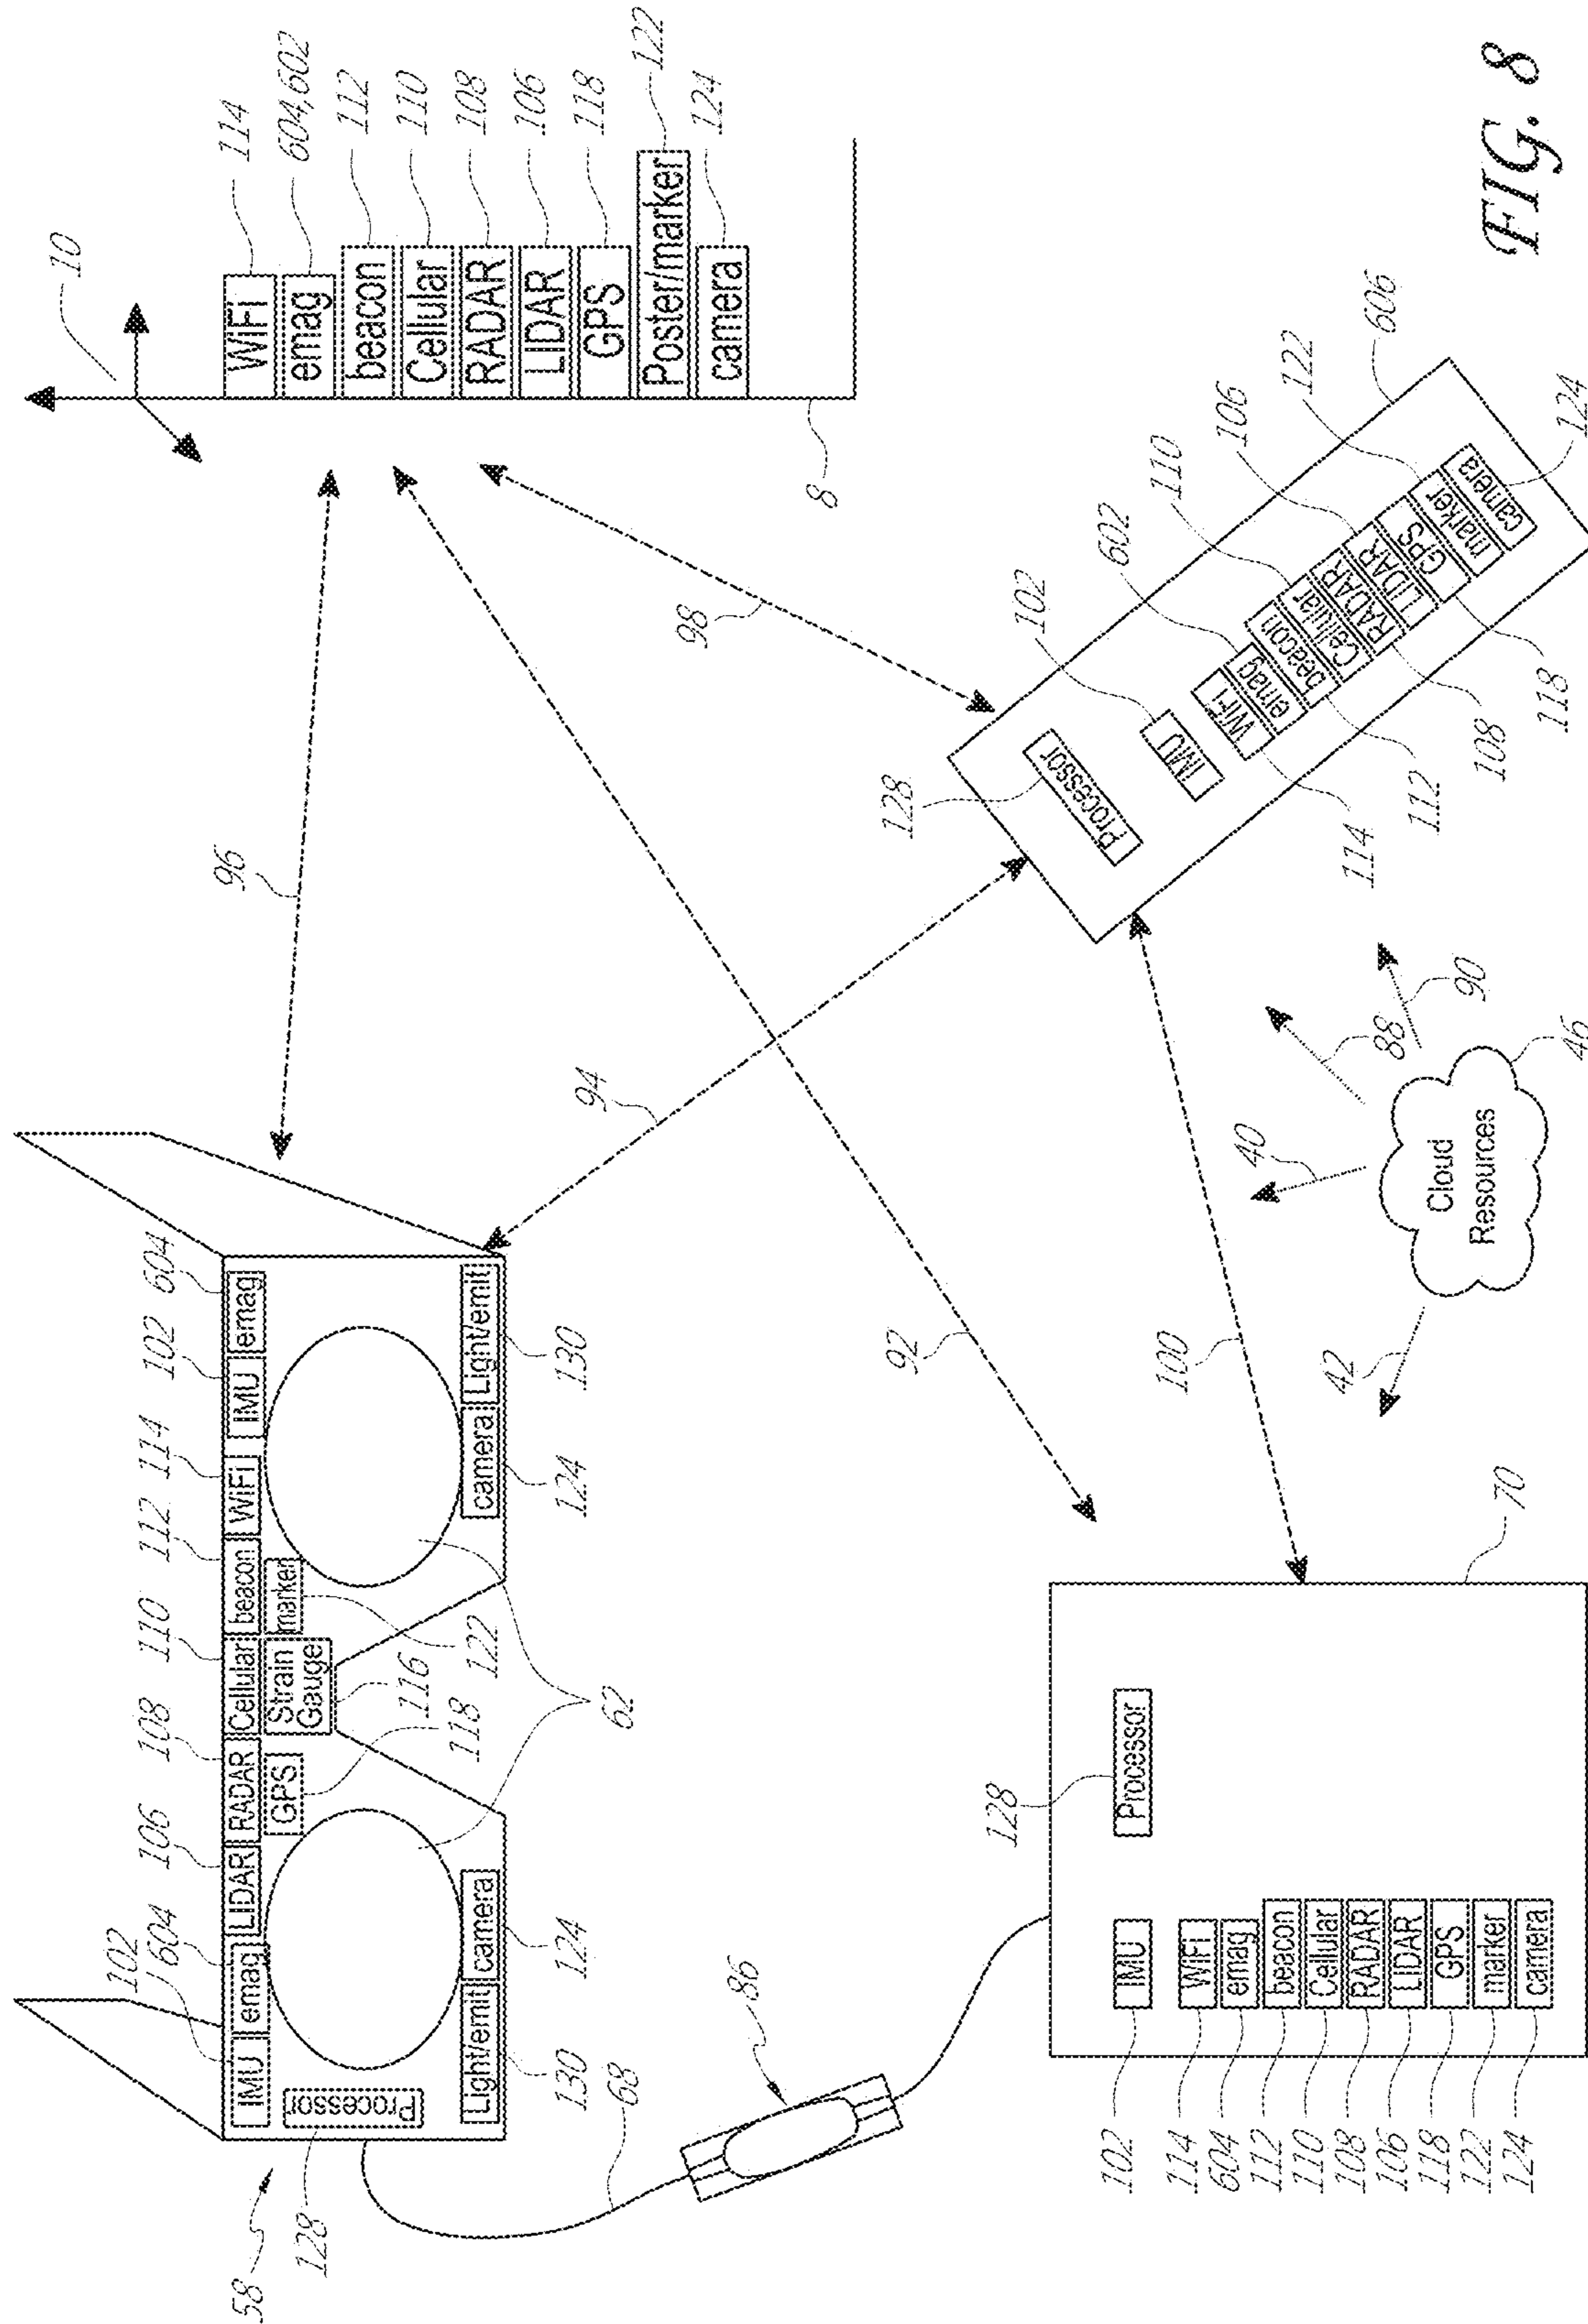 58
102
604
106
108
110
112
114
102
604
IMU
emag
LIDAR
RADAR
Cellular
beacon
WiFi
IMU
emag
Processor
GPS
Strain
Gauge
marker
Light/emit
camera
camera
Light/emit
128
130
124
118
116
122
62
124
130
68
86
96
94
92
98
100
10
WiFi
emag
beacon
Cellular
RADAR
LIDAR
GPS
Poster/marker
camera
114
604,602
112
110
108
106
118
122
124
8
128
IMU
Processor
WiFi
emag
beacon
Cellular
RADAR
LIDAR
GPS
marker
camera
102
114
604
112
110
108
106
118
122
124
70
42
40
88
90
Cloud
Resources
46
128
102
602
110
106
122
606
Processor
IMU
WiFi
emag
beacon
Cellular
RADAR
LIDAR
GPS
marker
camera
114
112
108
118
124
FIG. 8